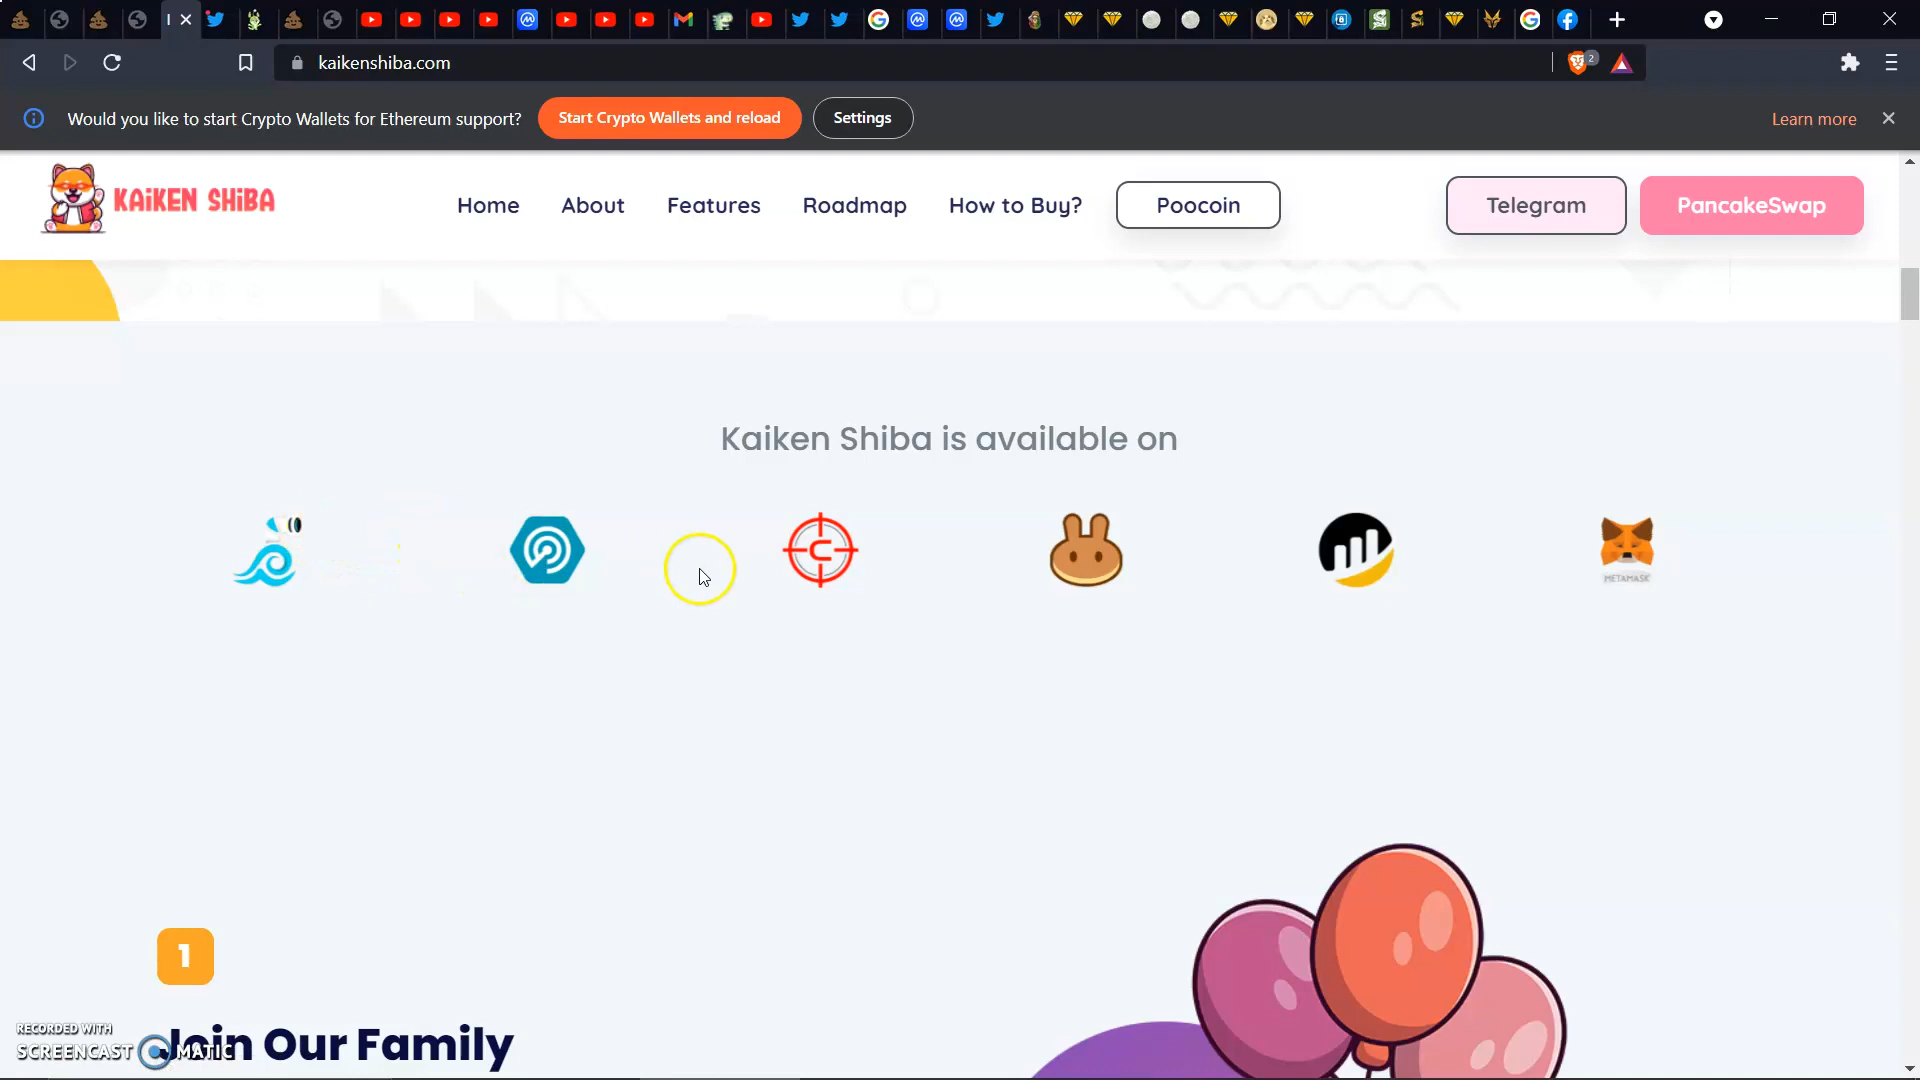 kaikenshiba.com
2
Would you like to start Crypto Wallets for Ethereum support?
Start Crypto Wallets and reload
Settings
Learn more
KAiKEN SHiBA
Home
About
Features
Roadmap
How to Buy?
Poocoin
Telegram
PancakeSwap
Kaiken Shiba is available on
METAMASK
1
Join Our Family
RECORDED WITH
SCREENCAST MATIC